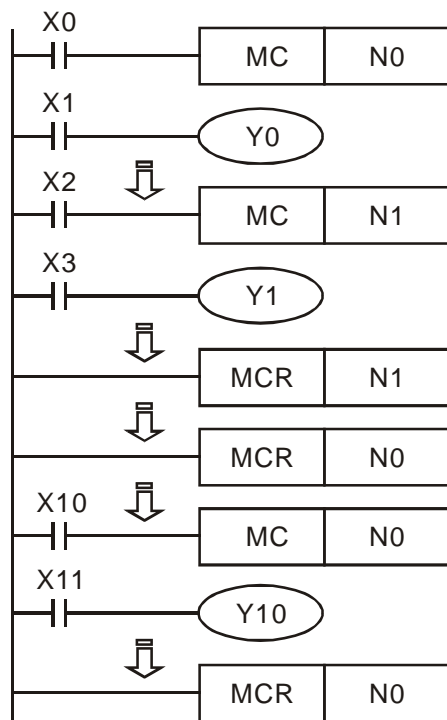 X0
MC N0
X1
Y0
X2
MC N1
X3
Y1
MCR N1
MCR N0
X10
MC N0
X11
Y10
MCR N0